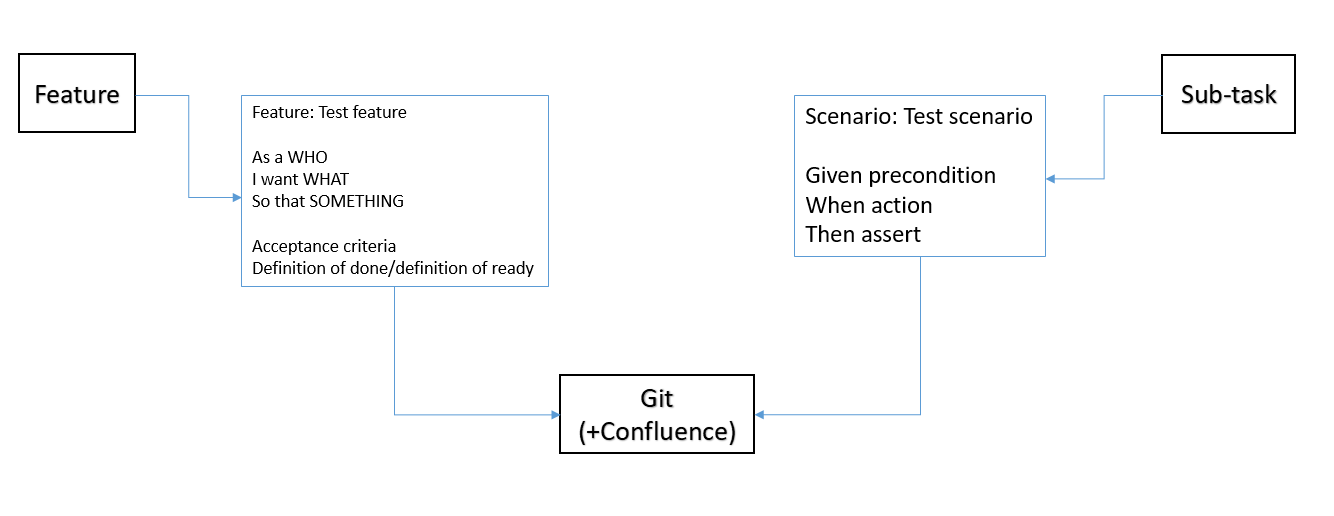 Feature
Feature: Test feature
As a WHO
I want WHAT
So that SOMETHING
Acceptance criteria
Definition of done/definition of ready
Scenario: Test scenario
Given precondition
When action
Then assert
Sub-task
Git
(+Confluence)